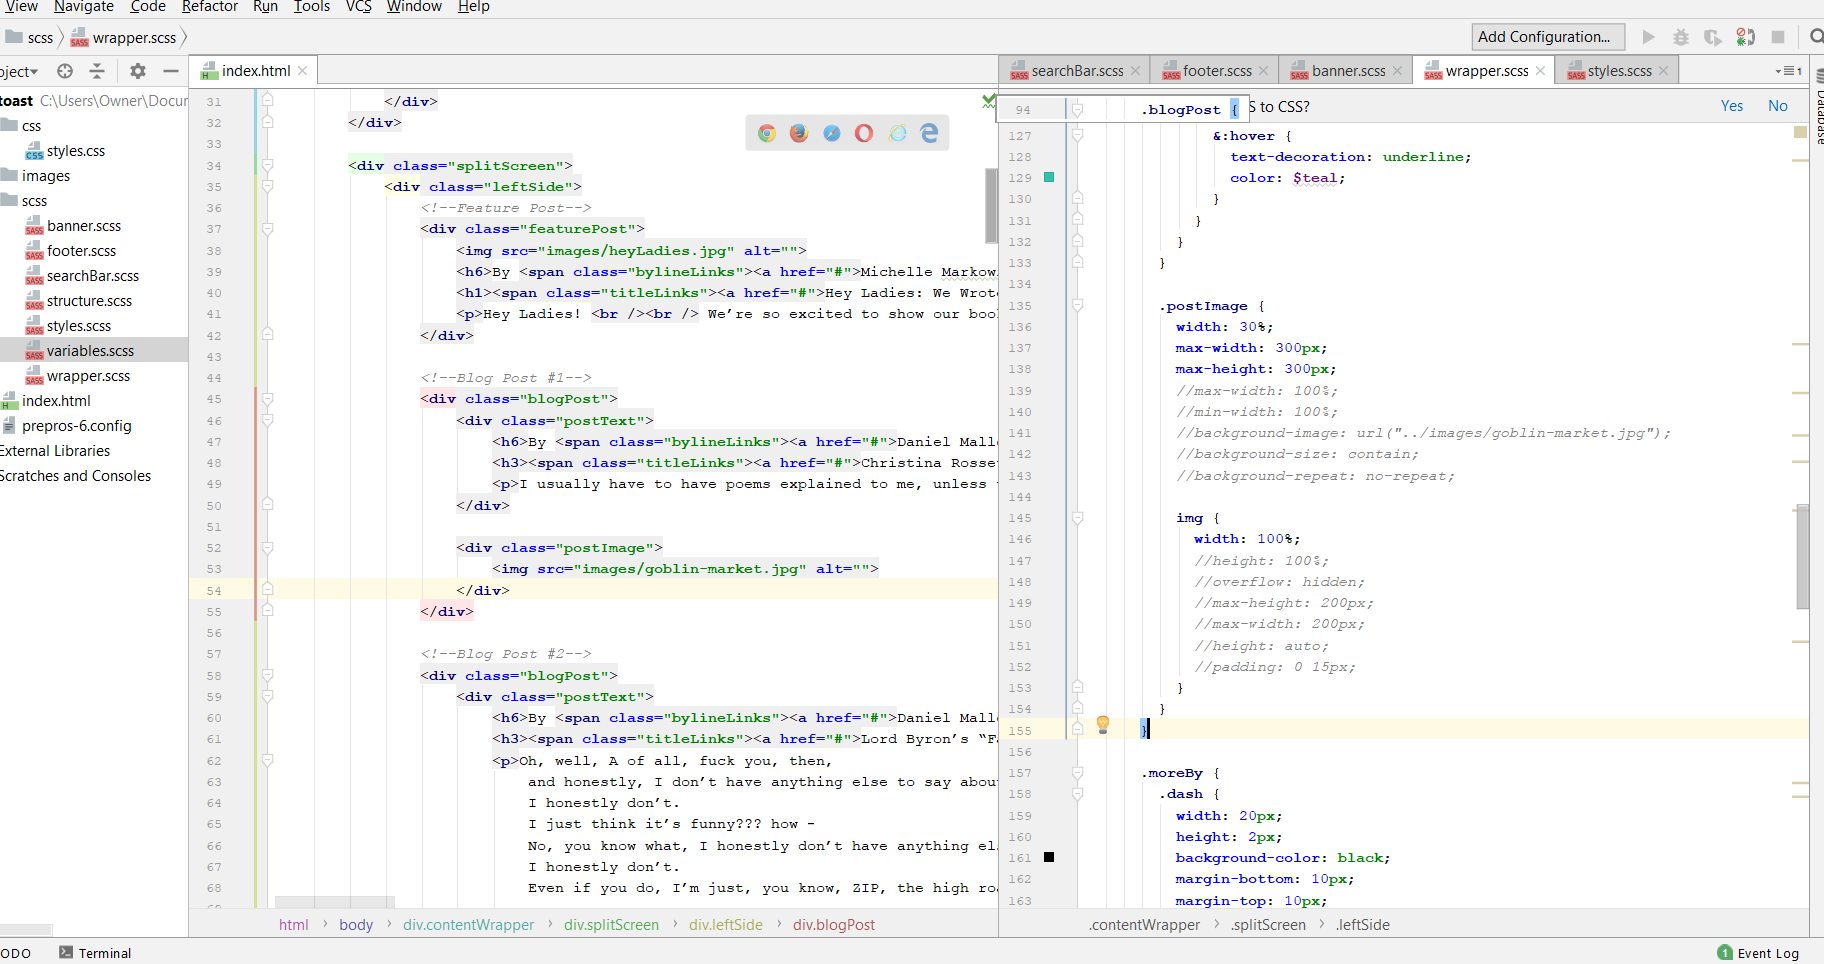 View Navigate Code Refactor Run Tools VCS Window Help
scss wrapper.scss Add Configuration...
oject index.html searchBar.scss footer.scss banner.scss wrapper.scss styles.scss 1
toast C:\Users\Owner\Docur
css
styles.css
images
scss
banner.scss
footer.scss
searchBar.scss
structure.scss
styles.scss
variables.scss
wrapper.scss
index.html
prepros-6.config
External Libraries
Scratches and Consoles
31 </div>
32 </div>
33
34 <div class="splitScreen">
35 <div class="leftSide">
36 <!--Feature Post-->
37 <div class="featurePost">
38 <img src="images/heyLadies.jpg" alt="">
39 <h6>By <span class="bylineLinks"><a href="#">Michelle Markow
40 <h1><span class="titleLinks"><a href="#">Hey Ladies: We Wrote
41 <p>Hey Ladies! <br /><br /> We’re so excited to show our boo
42 </div>
43
44 <!--Blog Post #1-->
45 <div class="blogPost">
46 <div class="postText">
47 <h6>By <span class="bylineLinks"><a href="#">Daniel Malle
48 <h3><span class="titleLinks"><a href="#">Christina Rosse
49 <p>I usually have to have poems explained to me, unless
50 </div>
51
52 <div class="postImage">
53 <img src="images/goblin-market.jpg" alt="">
54 </div>
55 </div>
56
57 <!--Blog Post #2-->
58 <div class="blogPost">
59 <div class="postText">
60 <h6>By <span class="bylineLinks"><a href="#">Daniel Malle
61 <h3><span class="titleLinks"><a href="#">Lord Byron’s “Fa
62 <p>Oh, well, A of all, fuck you, then,
63 and honestly, I don’t have anything else to say abou
64 I honestly don’t.
65 I just think it’s funny??? how –
66 No, you know what, I honestly don’t have anything el
67 I honestly don’t.
68 Even if you do, I’m just, you know, ZIP, the high roa
html body div.contentWrapper div.splitScreen div.leftSide div.blogPost
94 .blogPost { S to CSS? Yes No
127 &:hover {
128 text-decoration: underline;
129 color: $teal;
130 }
131 }
132 }
133 }
134
135 .postImage {
136 width: 30%;
137 max-width: 300px;
138 max-height: 300px;
139 //max-width: 100%;
140 //min-width: 100%;
141 //background-image: url("../images/goblin-market.jpg");
142 //background-size: contain;
143 //background-repeat: no-repeat;
144
145 img {
146 width: 100%;
147 //height: 100%;
148 //overflow: hidden;
149 //max-height: 200px;
150 //max-width: 200px;
151 //height: auto;
152 //padding: 0 15px;
153 }
154 }
155 }
156
157 .moreBy {
158 .dash {
159 width: 20px;
160 height: 2px;
161 background-color: black;
162 margin-bottom: 10px;
163 margin-top: 10px;
.contentWrapper .splitScreen .leftSide
Database
ODO Terminal 1 Event Log